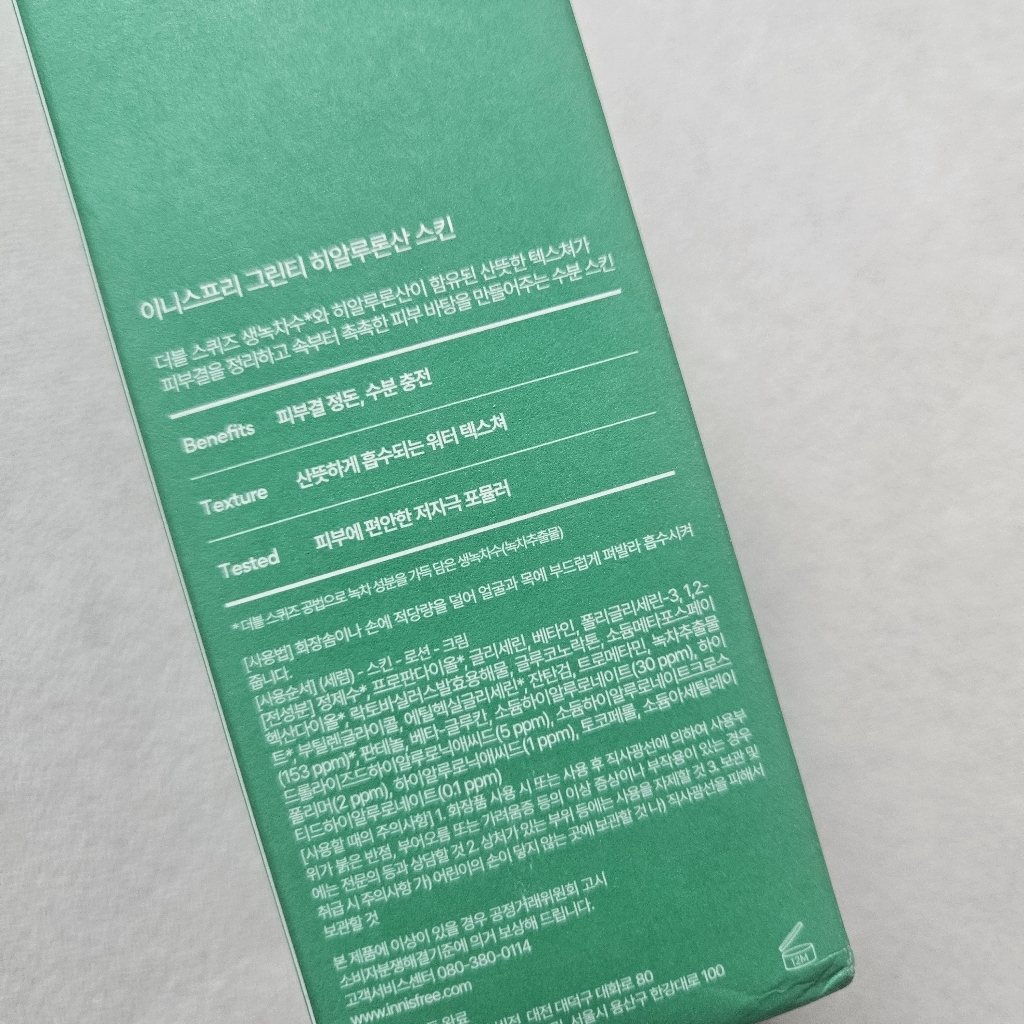 이니스프리 그린티 히알루론산 스킨
더블 스퀴즈 생녹차수*와 히알루론산이 함유된 산뜻한 텍스쳐가
피부결을 정리하고 속부터 촉촉한 피부 바탕을 만들어주는 수분 스킨
Benefits 피부결 정돈, 수분 충전
Texture 산뜻하게 흡수되는 워터 텍스쳐
Tested 피부에 편안한 저자극 포뮬러
*더블 스퀴즈 공법으로 녹차 성분을 가득 담은 생녹차수(녹차추출물)
[사용법] 화장솜이나 손에 적당량을 덜어 얼굴과 목에 부드럽게 펴발라 흡수시켜
줍니다.
[사용순서] (세럼) - 스킨 - 로션 - 크림
[전성분] 정제수*, 프로판다이올*, 글리세린, 베타인, 폴리글리세린-3, 1,2-
헥산다이올*, 락토바실러스발효용해물, 글루코노락톤, 소듐메타포스페이
트*, 부틸렌글라이콜, 에틸헥실글리세린*, 잔탄검, 트로메타민, 녹차추출물
(153 ppm)*, 판테놀, 베타-글루칸, 소듐하이알루로네이트(30 ppm), 하이
드롤라이즈드하이알루로닉애씨드(5 ppm), 소듐하이알루로네이트크로스
폴리머(2 ppm), 하이알루로닉애씨드(1 ppm), 토코페롤, 소듐아세틸레이
티드하이알루로네이트(0.1 ppm)
[사용할 때의 주의사항] 1. 화장품 사용 시 또는 사용 후 직사광선에 의하여 사용부
위가 붉은 반점, 부어오름 또는 가려움증 등의 이상 증상이나 부작용이 있는 경우
에는 전문의 등과 상담할 것 2. 상처가 있는 부위 등에는 사용을 자제할 것 3. 보관 및
취급 시 주의사항 가) 어린이의 손이 닿지 않는 곳에 보관할 것 나) 직사광선을 피해서
보관할 것
본 제품에 이상이 있을 경우 공정거래위원회 고시
소비자분쟁해결기준에 의거 보상해 드립니다.
고객서비스센터 080-380-0114
www.innisfree.com
12M
대전 대덕구 대화로 80
완료
서울시 용산구 한강대로 100